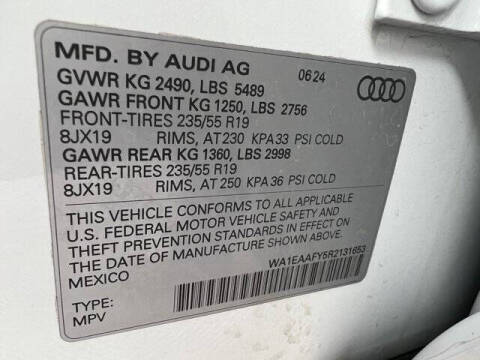 MFD. BY AUDI AG 06 24
GVWR KG 2490, LBS 5489
GAWR FRONT KG 1250, LBS 2756
FRONT-TIRES 235/55 R19
8JX19 RIMS, AT 230 KPA 33 PSI COLD
GAWR REAR KG 1360, LBS 2998
REAR-TIRES 235/55 R19
8JX19 RIMS, AT 250 KPA 36 PSI COLD
THIS VEHICLE CONFORMS TO ALL APPLICABLE
U.S. FEDERAL MOTOR VEHICLE SAFETY AND
THEFT PREVENTION STANDARDS IN EFFECT ON
THE DATE OF MANUFACTURE SHOWN ABOVE.
MEXICO
WA1EAAFY5R2131653
TYPE:
MPV